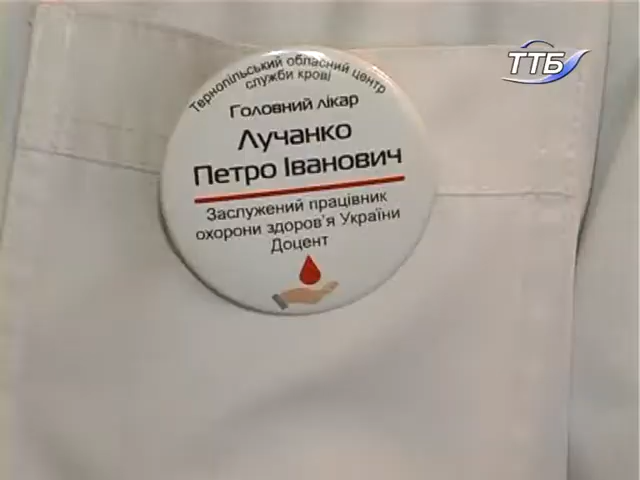 ТТБ
Тернопільський обласний центр
служби крові
Головний лікар
Лучанко
Петро Іванович
Заслужений працівник
охорони здоров'я України
Доцент